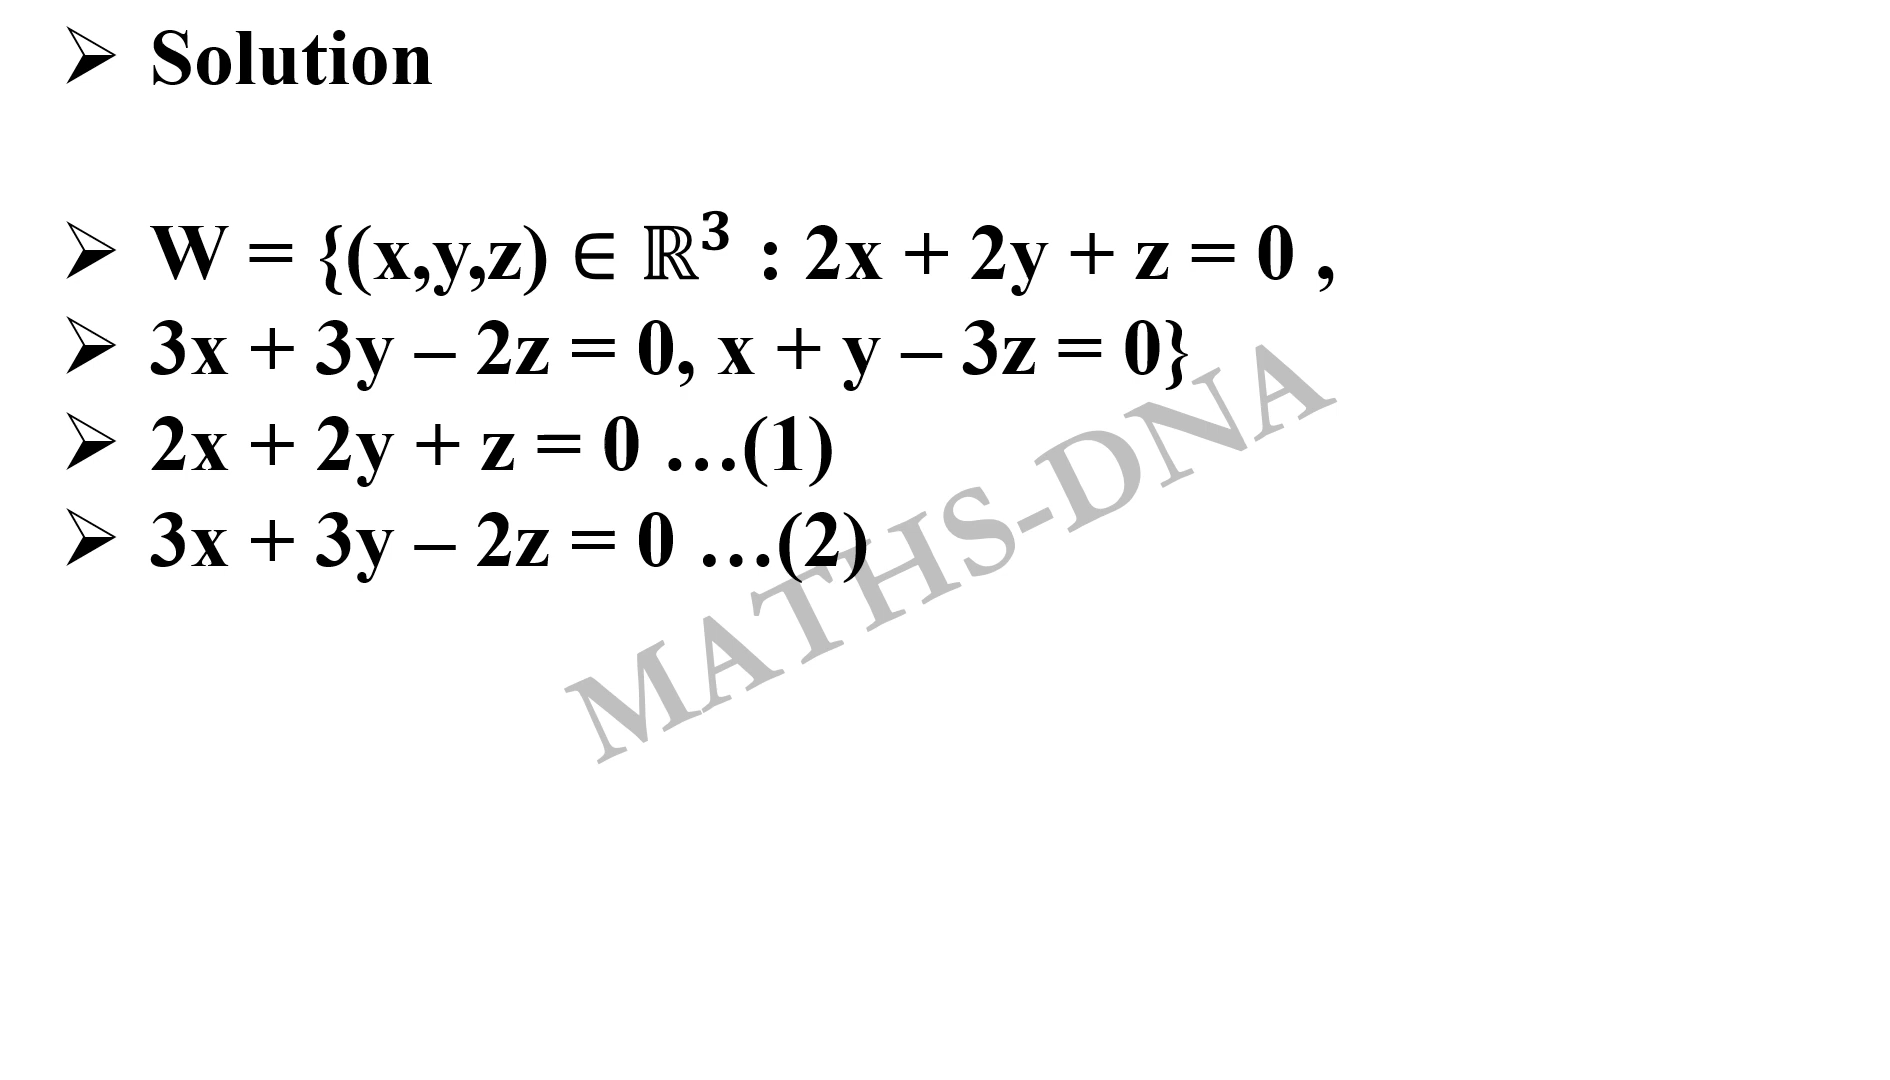 ➢ Solution
➢ W = {(x,y,z) ∈ ℝ³ : 2x + 2y + z = 0 ,
➢ 3x + 3y – 2z = 0, x + y – 3z = 0}
➢ 2x + 2y + z = 0 …(1)
➢ 3x + 3y – 2z = 0 …(2)
MATHS-DNA